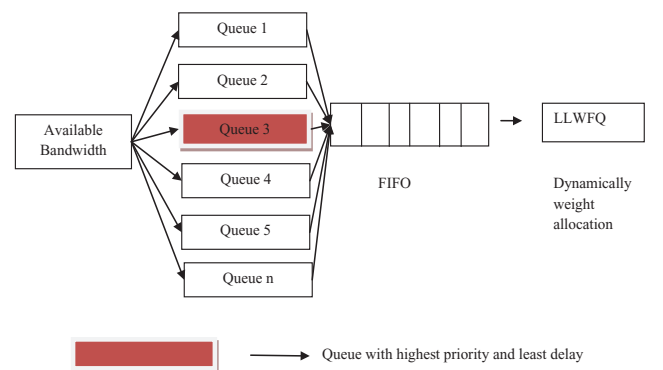 Queue 1
Queue 2
Available
Bandwidth
Queue 3
Queue 4
Queue 5
Queue n
FIFO
LLWFQ
Dynamically
weight
allocation
Queue with highest priority and least delay